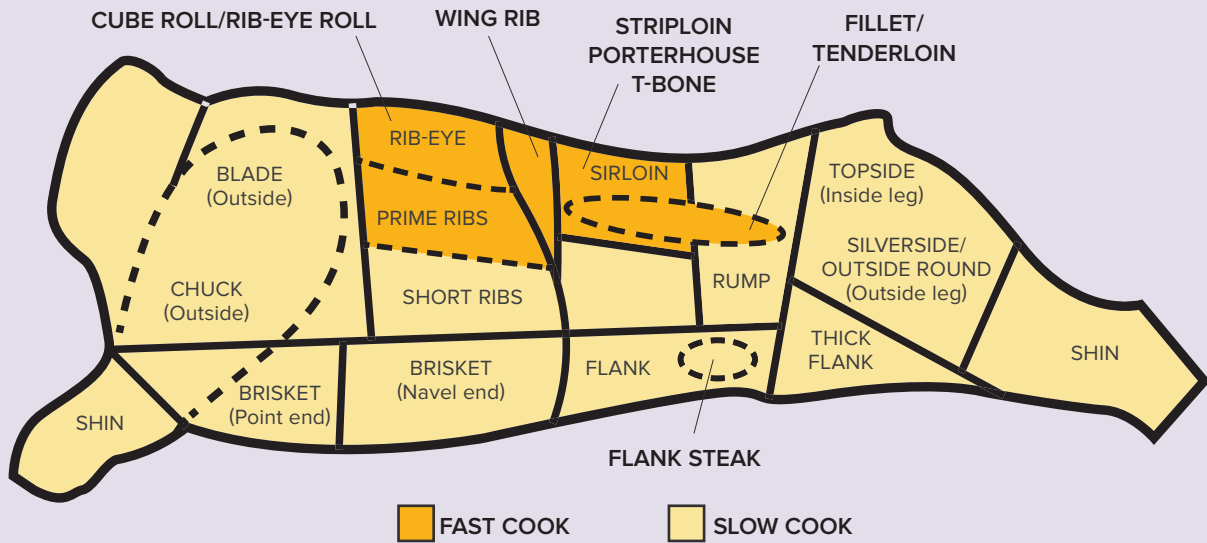 CUBE ROLL/RIB-EYE ROLL
WING RIB
STRIPLOIN
PORTERHOUSE
T-BONE
FILLET/
TENDERLOIN
RIB-EYE
BLADE
(Outside)
SIRLOIN
TOPSIDE
(Inside leg)
PRIME RIBS
SILVERSIDE/
OUTSIDE ROUND
(Outside leg)
CHUCK
(Outside)
SHORT RIBS
RUMP
THICK
FLANK
SHIN
BRISKET
(Navel end)
FLANK
BRISKET
(Point end)
SHIN
FLANK STEAK
FAST COOK
SLOW COOK